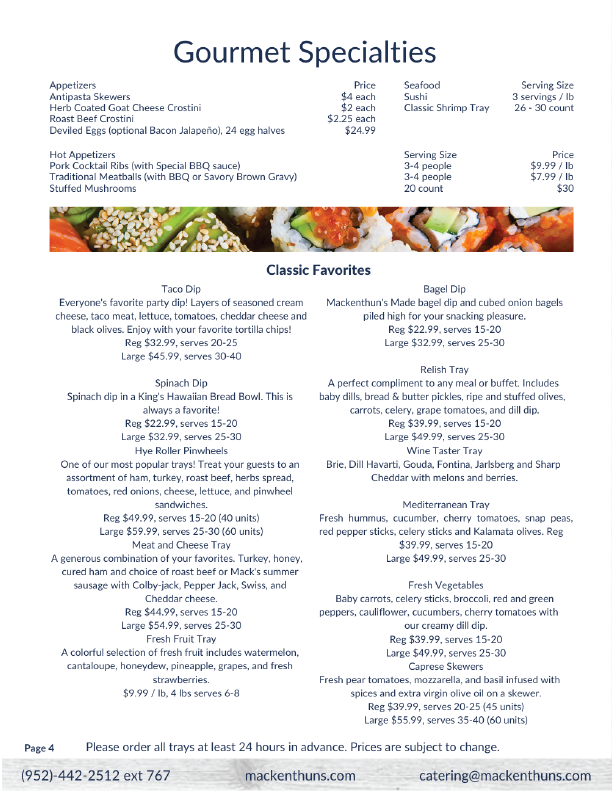 Gourmet Specialties
Appetizers Price
Antipasta Skewers $4 each
Herb Coated Goat Cheese Crostini $2 each
Roast Beef Crostini $2.25 each
Deviled Eggs (optional Bacon Jalapeño), 24 egg halves $24.99
Seafood Serving Size
Sushi 3 servings / lb
Classic Shrimp Tray 26 - 30 count
Hot Appetizers Serving Size Price
Pork Cocktail Ribs (with Special BBQ sauce) 3-4 people $9.99 / lb
Traditional Meatballs (with BBQ or Savory Brown Gravy) 3-4 people $7.99 / lb
Stuffed Mushrooms 20 count $30
Classic Favorites
Taco Dip
Everyone's favorite party dip! Layers of seasoned cream
cheese, taco meat, lettuce, tomatoes, cheddar cheese and
black olives. Enjoy with your favorite tortilla chips!
Reg $32.99, serves 20-25
Large $45.99, serves 30-40
Spinach Dip
Spinach dip in a King's Hawaiian Bread Bowl. This is
always a favorite!
Reg $22.99, serves 15-20
Large $32.99, serves 25-30
Hye Roller Pinwheels
One of our most popular trays! Treat your guests to an
assortment of ham, turkey, roast beef, herbs spread,
tomatoes, red onions, cheese, lettuce, and pinwheel
sandwiches.
Reg $49.99, serves 15-20 (40 units)
Large $59.99, serves 25-30 (60 units)
Meat and Cheese Tray
A generous combination of your favorites. Turkey, honey,
cured ham and choice of roast beef or Mack's summer
sausage with Colby-jack, Pepper Jack, Swiss, and
Cheddar cheese.
Reg $44.99, serves 15-20
Large $54.99, serves 25-30
Fresh Fruit Tray
A colorful selection of fresh fruit includes watermelon,
cantaloupe, honeydew, pineapple, grapes, and fresh
strawberries.
$9.99 / lb, 4 lbs serves 6-8
Bagel Dip
Mackenthun's Made bagel dip and cubed onion bagels
piled high for your snacking pleasure.
Reg $22.99, serves 15-20
Large $32.99, serves 25-30
Relish Tray
A perfect compliment to any meal or buffet. Includes
baby dills, bread & butter pickles, ripe and stuffed olives,
carrots, celery, grape tomatoes, and dill dip.
Reg $39.99, serves 15-20
Large $49.99, serves 25-30
Wine Taster Tray
Brie, Dill Havarti, Gouda, Fontina, Jarlsberg and Sharp
Cheddar with melons and berries.
Mediterranean Tray
Fresh hummus, cucumber, cherry tomatoes, snap peas,
red pepper sticks, celery sticks and Kalamata olives. Reg
$39.99, serves 15-20
Large $49.99, serves 25-30
Fresh Vegetables
Baby carrots, celery sticks, broccoli, red and green
peppers, cauliflower, cucumbers, cherry tomatoes with
our creamy dill dip.
Reg $39.99, serves 15-20
Large $49.99, serves 25-30
Caprese Skewers
Fresh pear tomatoes, mozzarella, and basil infused with
spices and extra virgin olive oil on a skewer.
Reg $39.99, serves 20-25 (45 units)
Large $55.99, serves 35-40 (60 units)
Page 4 Please order all trays at least 24 hours in advance. Prices are subject to change.
(952)-442-2512 ext 767 mackenthuns.com catering@mackenthuns.com